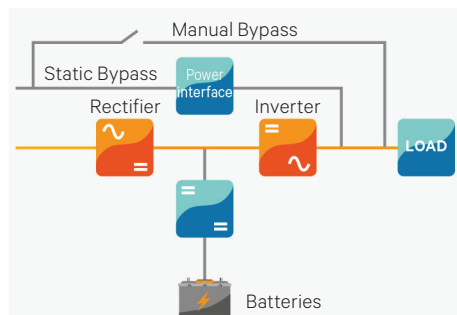 Manual Bypass
Static Bypass
Power
interface
Rectifier
Inverter
LOAD
Batteries